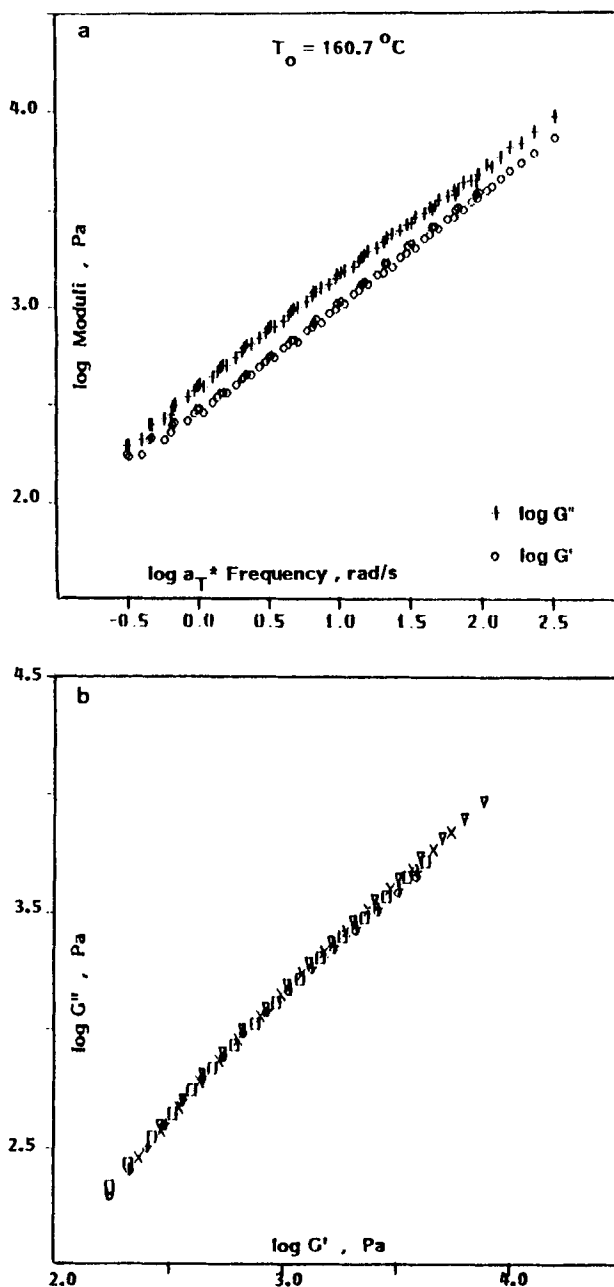 a
T₀ = 160.7 °C
4.0
3.0
2.0
log Moduli , Pa
ǂ log G"
o log G'
log a_T* Frequency , rad/s
-0.5 0.0 0.5 1.0 1.5 2.0 2.5
4.5
b
3.5
2.5
log G" , Pa
log G' , Pa
2.0 3.0 4.0